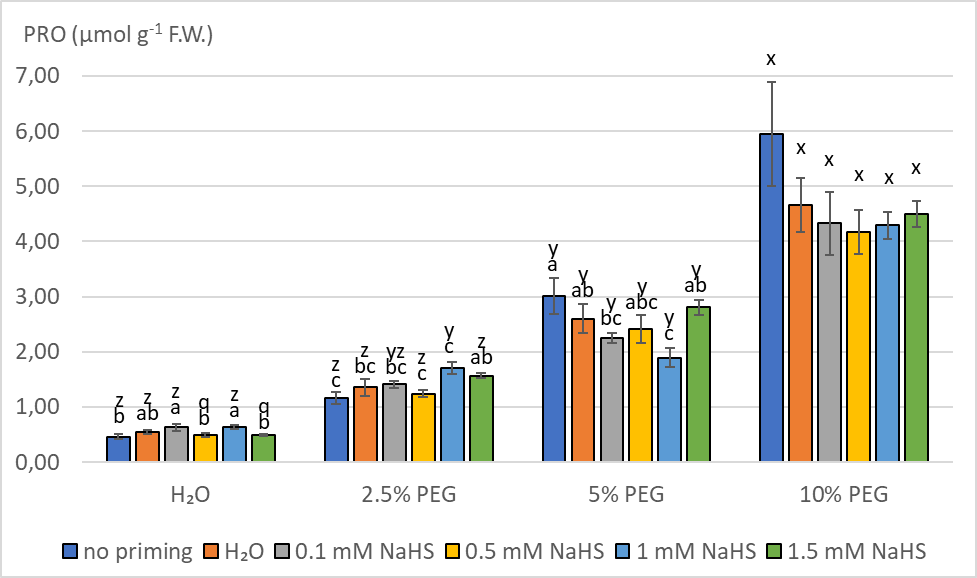 PRO (µmol g⁻¹ F.W.)
7,00
6,00
5,00
4,00
3,00
2,00
1,00
0,00
x
x
x
x
x
x
y
a
y
ab
y
bc
y
abc
y
c
y
ab
z
c
z
bc
yz
bc
z
c
y
c
z
ab
z
b
z
ab
z
a
q
b
z
a
q
b
H₂O 2.5% PEG 5% PEG 10% PEG
no priming H₂O 0.1 mM NaHS 0.5 mM NaHS 1 mM NaHS 1.5 mM NaHS